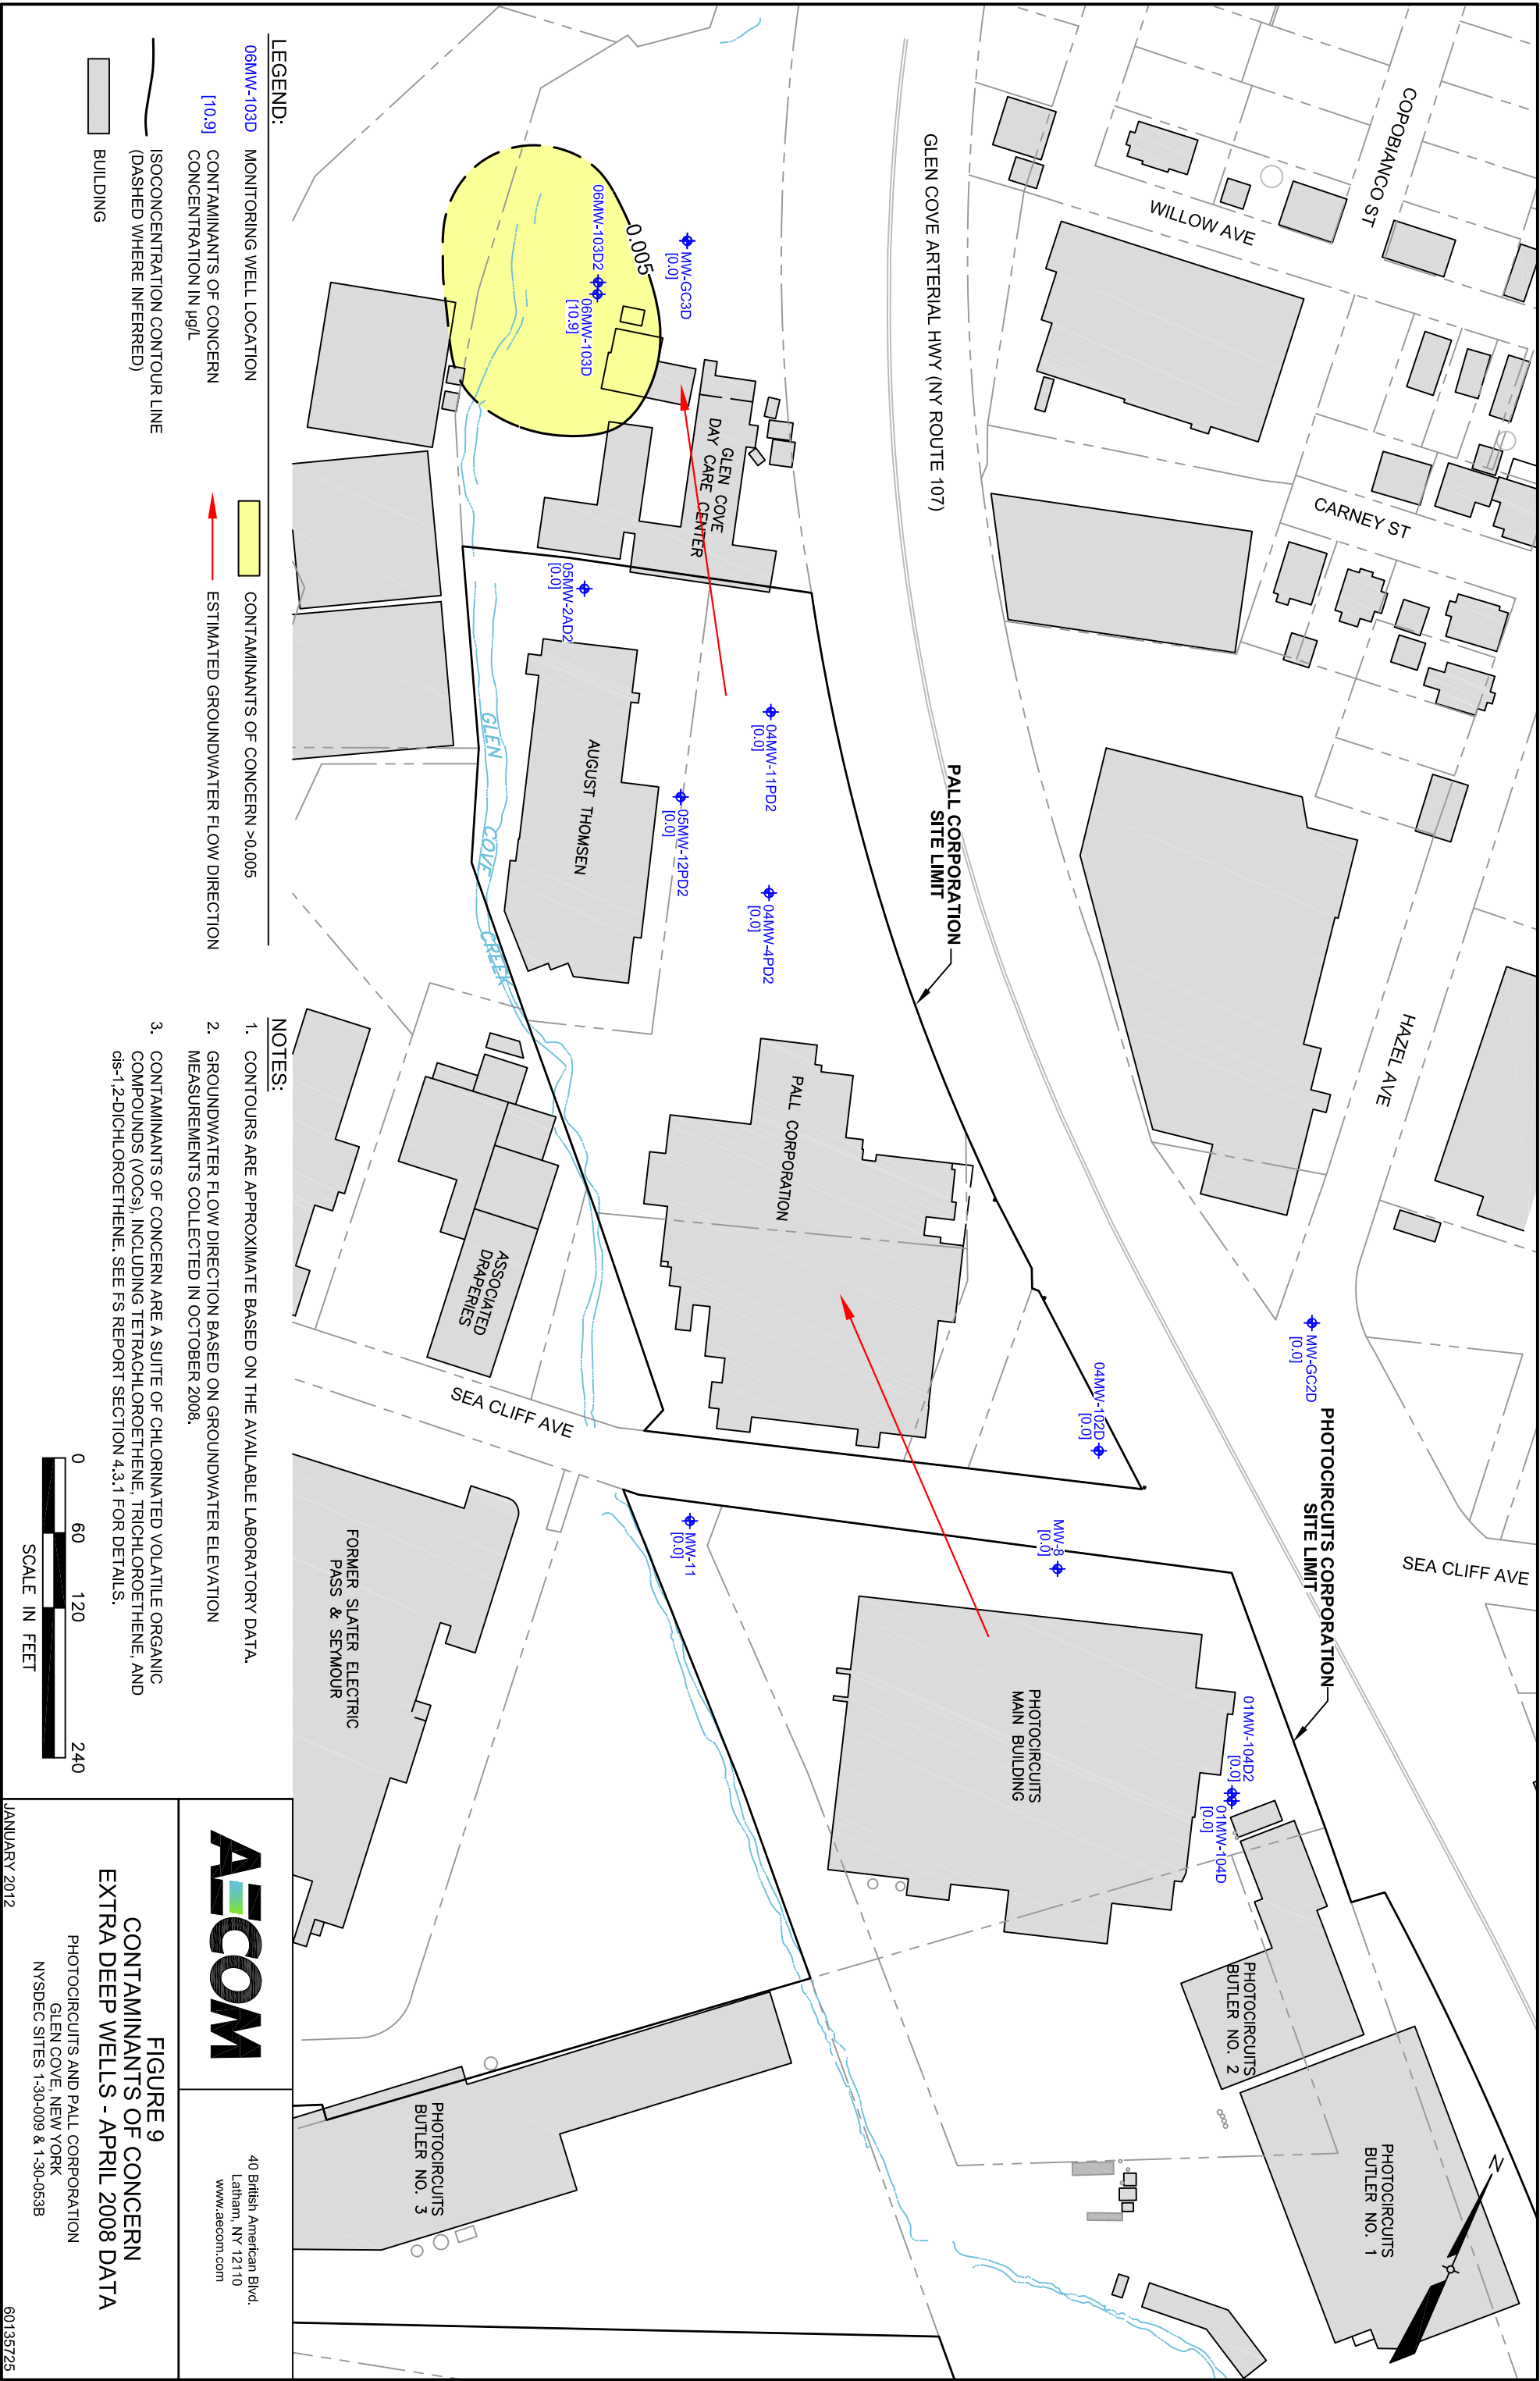 COPOBIANCO ST
WILLOW AVE
CARNEY ST
HAZEL AVE
SEA CLIFF AVE
GLEN COVE ARTERIAL HWY (NY ROUTE 107)
PALL CORPORATION
SITE LIMIT
PHOTOCIRCUITS CORPORATION
SITE LIMIT
MW-GC2D
[0.0]
MW-GC3D
[0.0]
0.005
06MW-103D2
06MW-103D
[10.9]
GLEN COVE
DAY CARE CENTER
05MW-2AD2
[0.0]
04MW-11PD2
[0.0]
05MW-12PD2
[0.0]
04MW-4PD2
[0.0]
04MW-102D
[0.0]
MW-8
[0.0]
MW-11
[0.0]
01MW-104D2
[0.0]
01MW-104D
[0.0]
AUGUST THOMSEN
GLEN COVE CREEK
PALL CORPORATION
ASSOCIATED
DRAPERIES
SEA CLIFF AVE
PHOTOCIRCUITS
MAIN BUILDING
PHOTOCIRCUITS
BUTLER NO. 2
PHOTOCIRCUITS
BUTLER NO. 1
PHOTOCIRCUITS
BUTLER NO. 3
FORMER SLATER ELECTRIC
PASS & SEYMOUR
N
LEGEND:
06MW-103D MONITORING WELL LOCATION
[10.9] CONTAMINANTS OF CONCERN
CONCENTRATION IN µg/L
ISOCONCENTRATION CONTOUR LINE
(DASHED WHERE INFERRED)
BUILDING
CONTAMINANTS OF CONCERN >0.005
ESTIMATED GROUNDWATER FLOW DIRECTION
NOTES:
1. CONTOURS ARE APPROXIMATE BASED ON THE AVAILABLE LABORATORY DATA.
2. GROUNDWATER FLOW DIRECTION BASED ON GROUNDWATER ELEVATION
MEASUREMENTS COLLECTED IN OCTOBER 2008.
3. CONTAMINANTS OF CONCERN ARE A SUITE OF CHLORINATED VOLATILE ORGANIC
COMPOUNDS (VOCs), INCLUDING TETRACHLOROETHENE, TRICHLOROETHENE, AND
cis-1,2-DICHLOROETHENE. SEE FS REPORT SECTION 4.3.1 FOR DETAILS.
0 60 120 240
SCALE IN FEET
AECOM
40 British American Blvd.
Latham, NY 12110
www.aecom.com
FIGURE 9
CONTAMINANTS OF CONCERN
EXTRA DEEP WELLS - APRIL 2008 DATA
PHOTOCIRCUITS AND PALL CORPORATION
GLEN COVE, NEW YORK
NYSDEC SITES 1-30-009 & 1-30-053B
JANUARY 2012
60135725